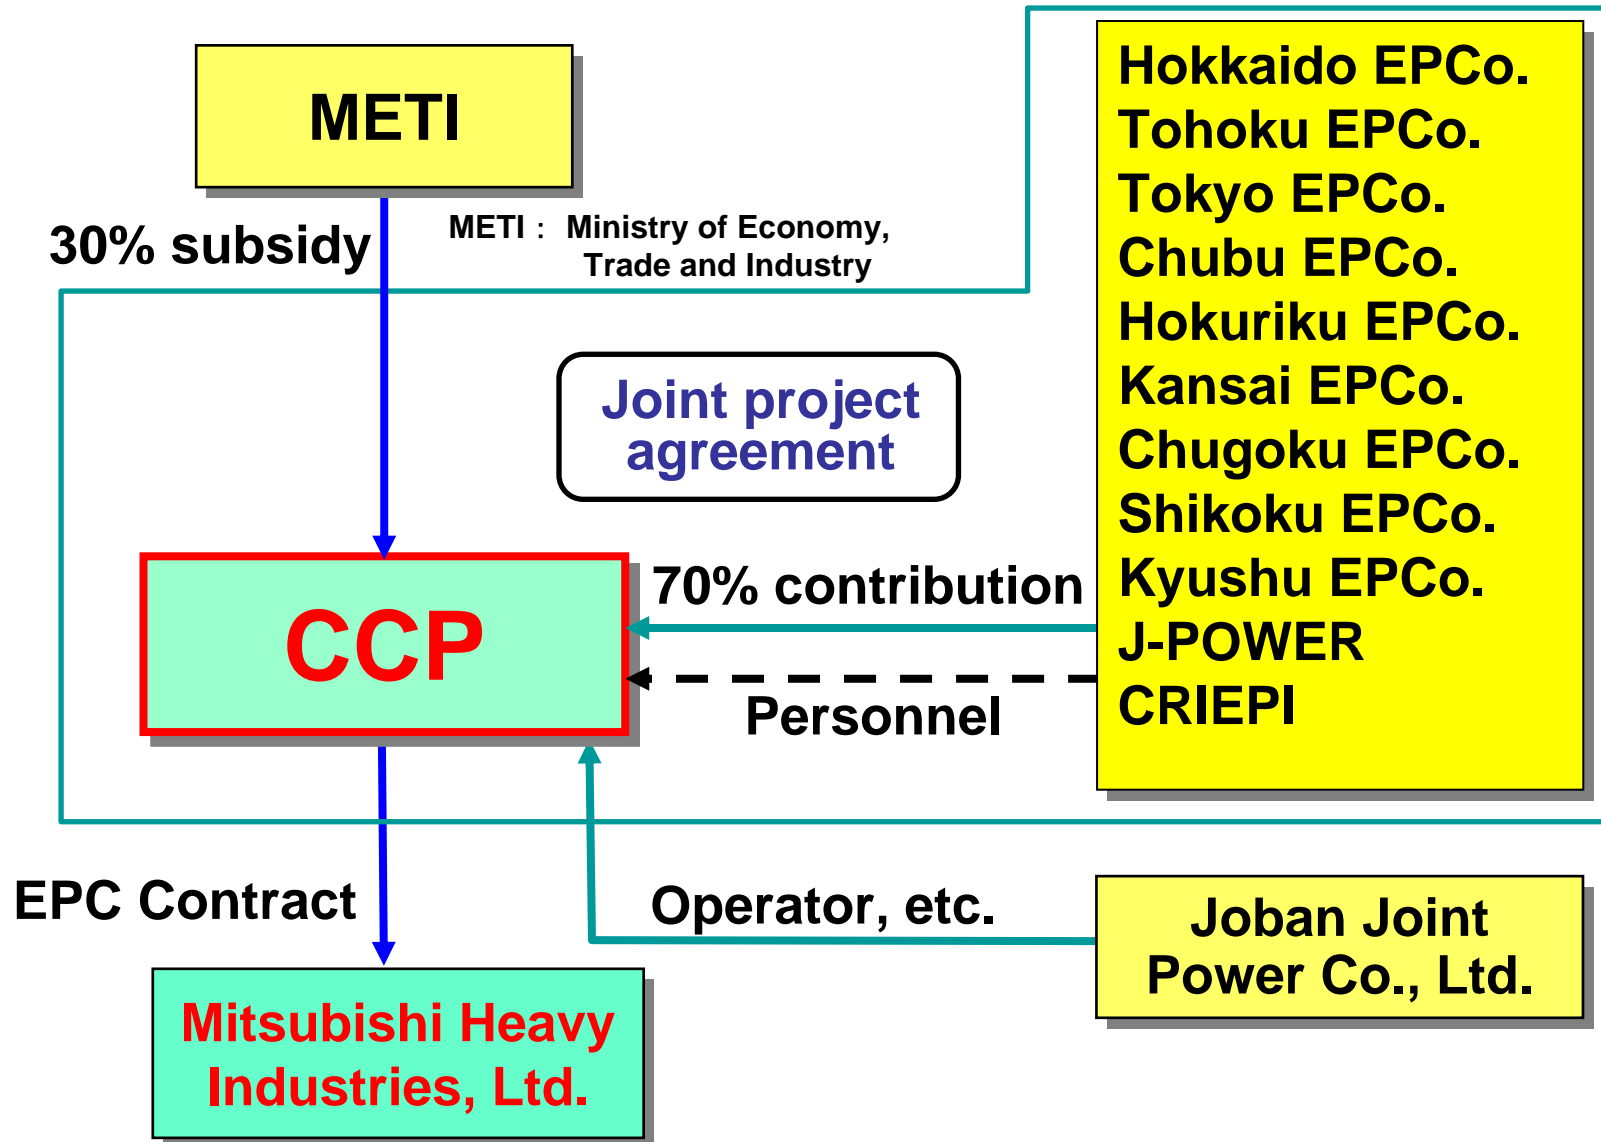 METI
30% subsidy
METI : Ministry of Economy,
Trade and Industry
Hokkaido EPCo.
Tohoku EPCo.
Tokyo EPCo.
Chubu EPCo.
Hokuriku EPCo.
Kansai EPCo.
Chugoku EPCo.
Shikoku EPCo.
Kyushu EPCo.
J-POWER
CRIEPI
Joint project
agreement
CCP
70% contribution
Personnel
EPC Contract
Operator, etc.
Joban Joint
Power Co., Ltd.
Mitsubishi Heavy
Industries, Ltd.